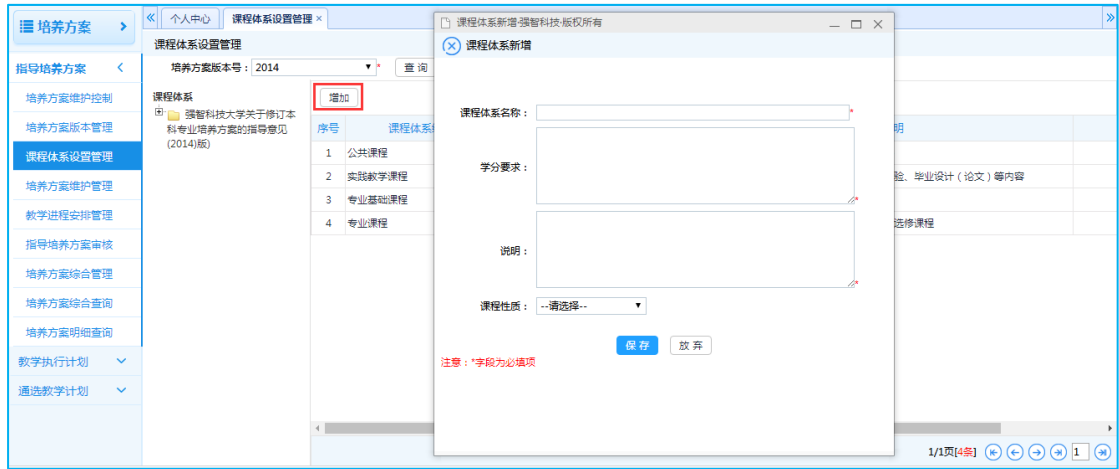 培养方案
指导培养方案
培养方案维护控制
培养方案版本管理
课程体系设置管理
培养方案维护管理
教学进程安排管理
指导培养方案审核
培养方案综合管理
培养方案综合查询
培养方案明细查询
教学执行计划
通选教学计划
个人中心 课程体系设置管理 ×
课程体系设置管理
培养方案版本号： 2014 * 查 询
课程体系
强智科技大学关于修订本
科专业培养方案的指导意见
(2014)版)
增加
序号 课程体系 明
1 公共课程
2 实践教学课程 验、毕业设计（论文）等内容
3 专业基础课程
4 专业课程 选修课程
课程体系新增-强智科技-版权所有
课程体系新增
课程体系名称： *
学分要求： *
说明： *
课程性质： --请选择--
保 存 放 弃
注意：*字段为必填项
1/1页[4条] 1